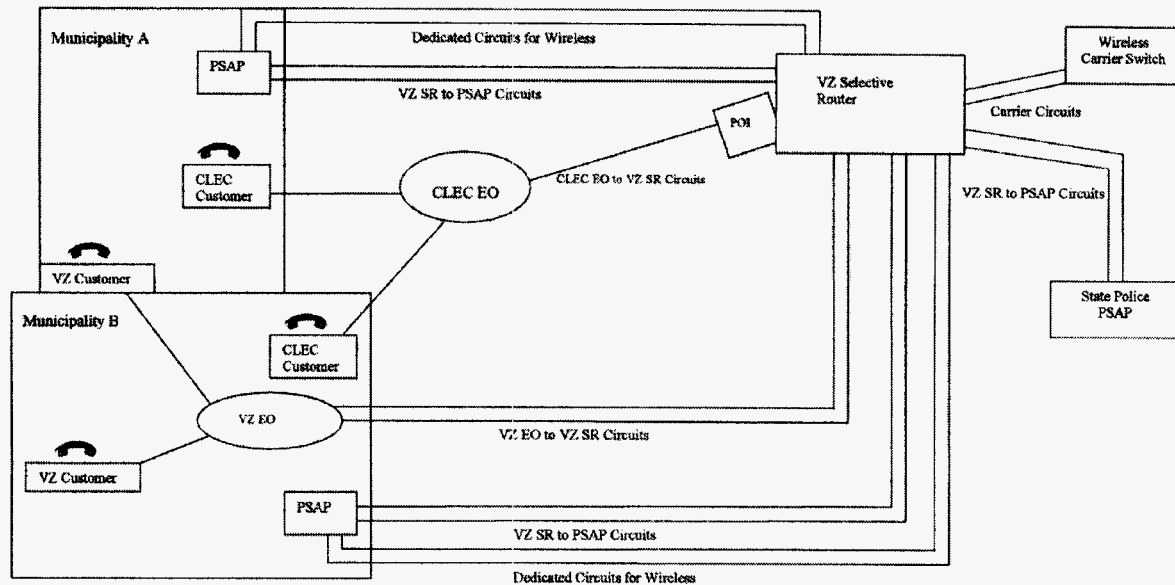 Municipality A
Dedicated Circuits for Wireless
Wireless
Carrier Switch
PSAP
VZ Selective
Router
VZ SR to PSAP Circuits
Carrier Circuits
POI
CLEC
Customer
CLEC EO
CLEC EO to VZ SR Circuits
VZ SR to PSAP Circuits
VZ Customer
State Police
PSAP
Municipality B
CLEC
Customer
VZ EO
VZ EO to VZ SR Circuits
VZ Customer
PSAP
VZ SR to PSAP Circuits
Dedicated Circuits for Wireless